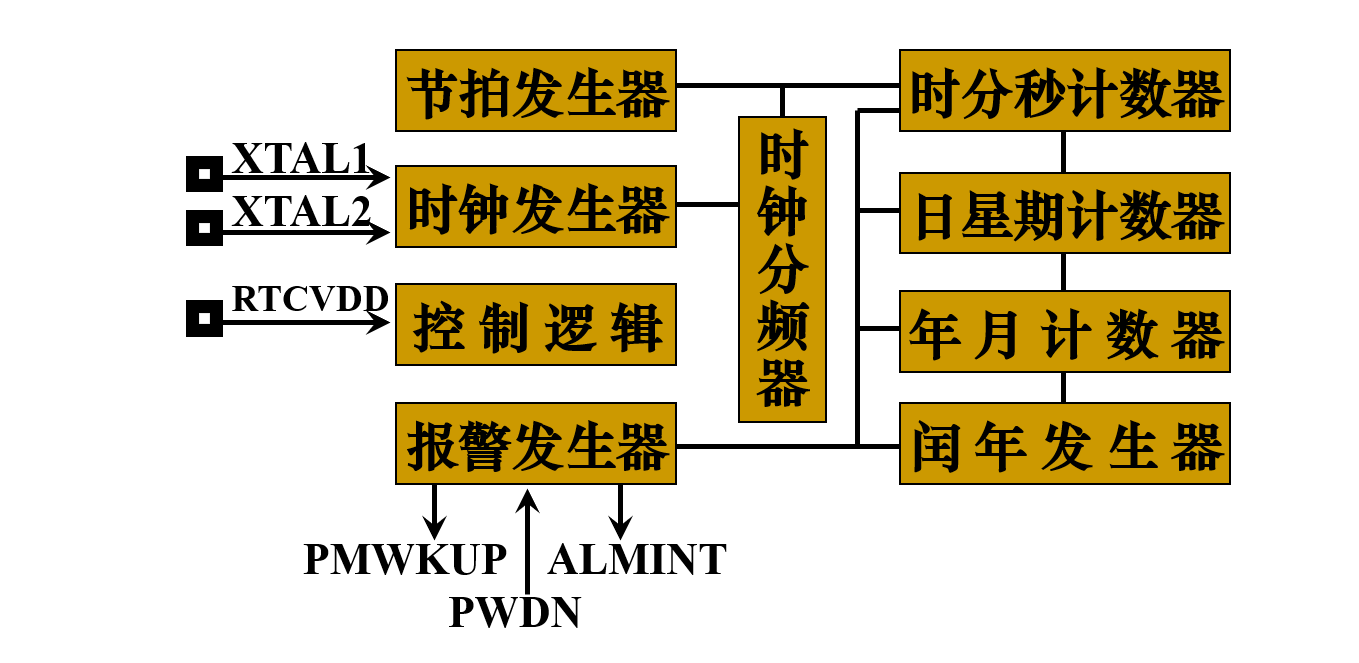 节拍发生器
时分秒计数器
XTAL1
时钟发生器
XTAL2
时钟分频器
日星期计数器
RTCVDD
控制逻辑
年月计数器
报警发生器
闰年发生器
PMWKUP
ALMINT
PWDN